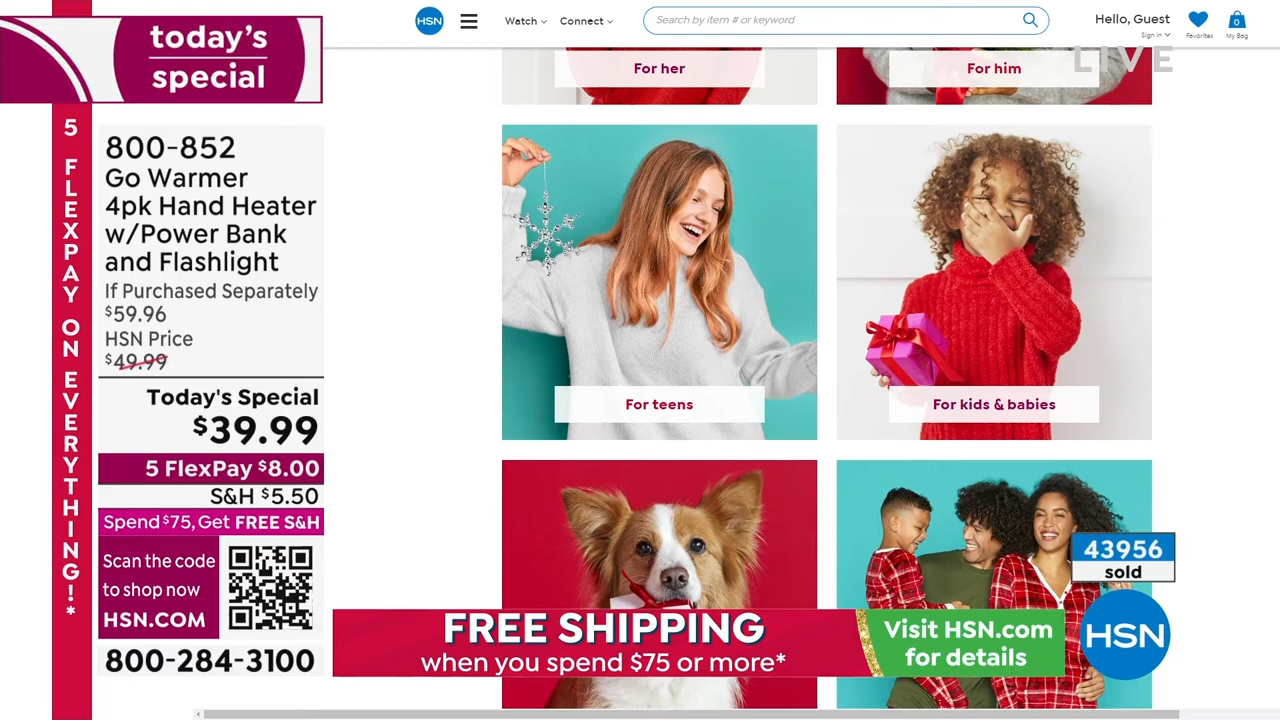 today's
special
5 FLEXPAY ON EVERYTHING!*
800-852
Go Warmer
4pk Hand Heater
w/Power Bank
and Flashlight
If Purchased Separately
$59.96
HSN Price
$49.99
Today's Special
$39.99
5 FlexPay $8.00
S&H $5.50
Spend $75, Get FREE S&H
Scan the code
to shop now
HSN.COM
800-284-3100
HSN
Watch
Connect
Search by item # or keyword
Hello, Guest
Sign In
Favorites
0
My Bag
LIVE
For her
For him
For teens
For kids & babies
43956
sold
FREE SHIPPING
when you spend $75 or more*
Visit HSN.com
for details
HSN